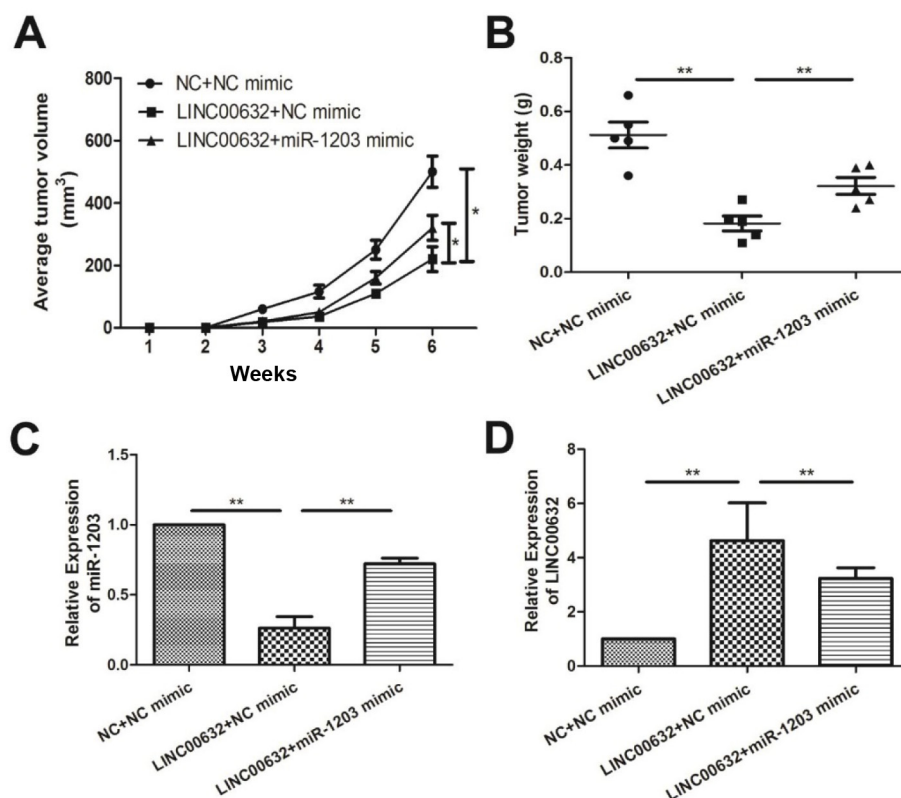 A
Average tumor volume
(mm³)
800
600
400
200
0
NC+NC mimic
LINC00632+NC mimic
LINC00632+miR-1203 mimic
*
*
1 2 3 4 5 6
Weeks
B
Tumor weight (g)
0.8
0.6
0.4
0.2
0.0
** **
NC+NC mimic
LINC00632+NC mimic
LINC00632+miR-1203 mimic
C
Relative Expression
of miR-1203
1.5
1.0
0.5
0.0
** **
NC+NC mimic
LINC00632+NC mimic
LINC00632+miR-1203 mimic
D
Relative Expression
of LINC00632
8
6
4
2
0
** **
NC+NC mimic
LINC00632+NC mimic
LINC00632+miR-1203 mimic